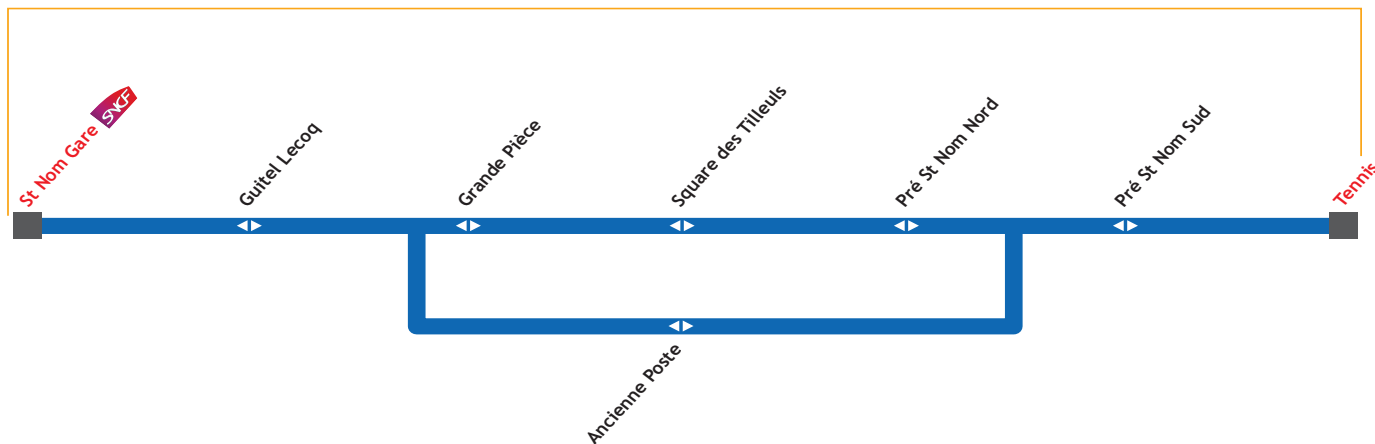 St Nom Gare
SNCF
Guitel Lecoq
Grande Pièce
Square des Tilleuls
Pré St Nom Nord
Pré St Nom Sud
Tennis
Ancienne Poste